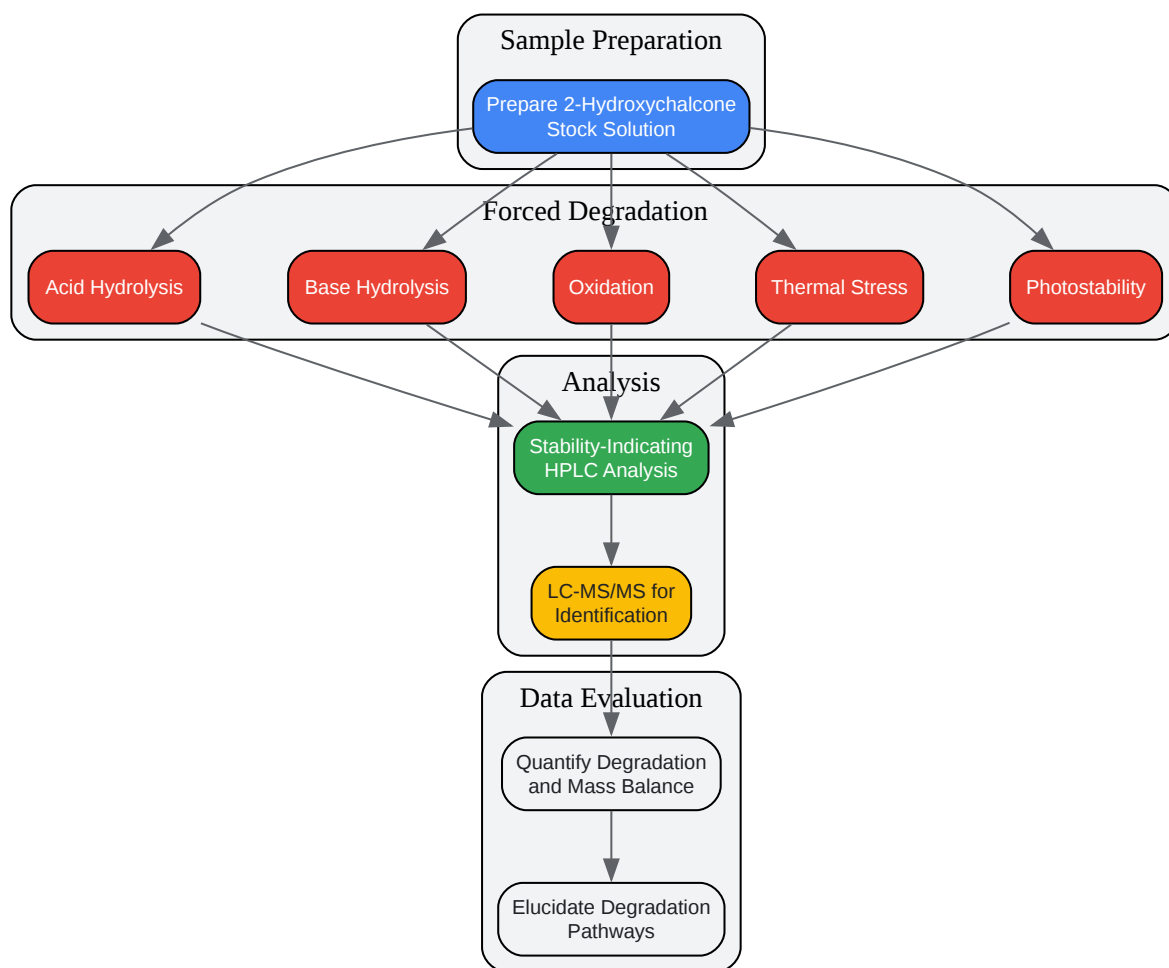 Sample Preparation
Prepare 2-Hydroxychalcone
Stock Solution
Forced Degradation
Acid Hydrolysis
Base Hydrolysis
Oxidation
Thermal Stress
Photostability
Analysis
Stability-Indicating
HPLC Analysis
LC-MS/MS for
Identification
Data Evaluation
Quantify Degradation
and Mass Balance
Elucidate Degradation
Pathways